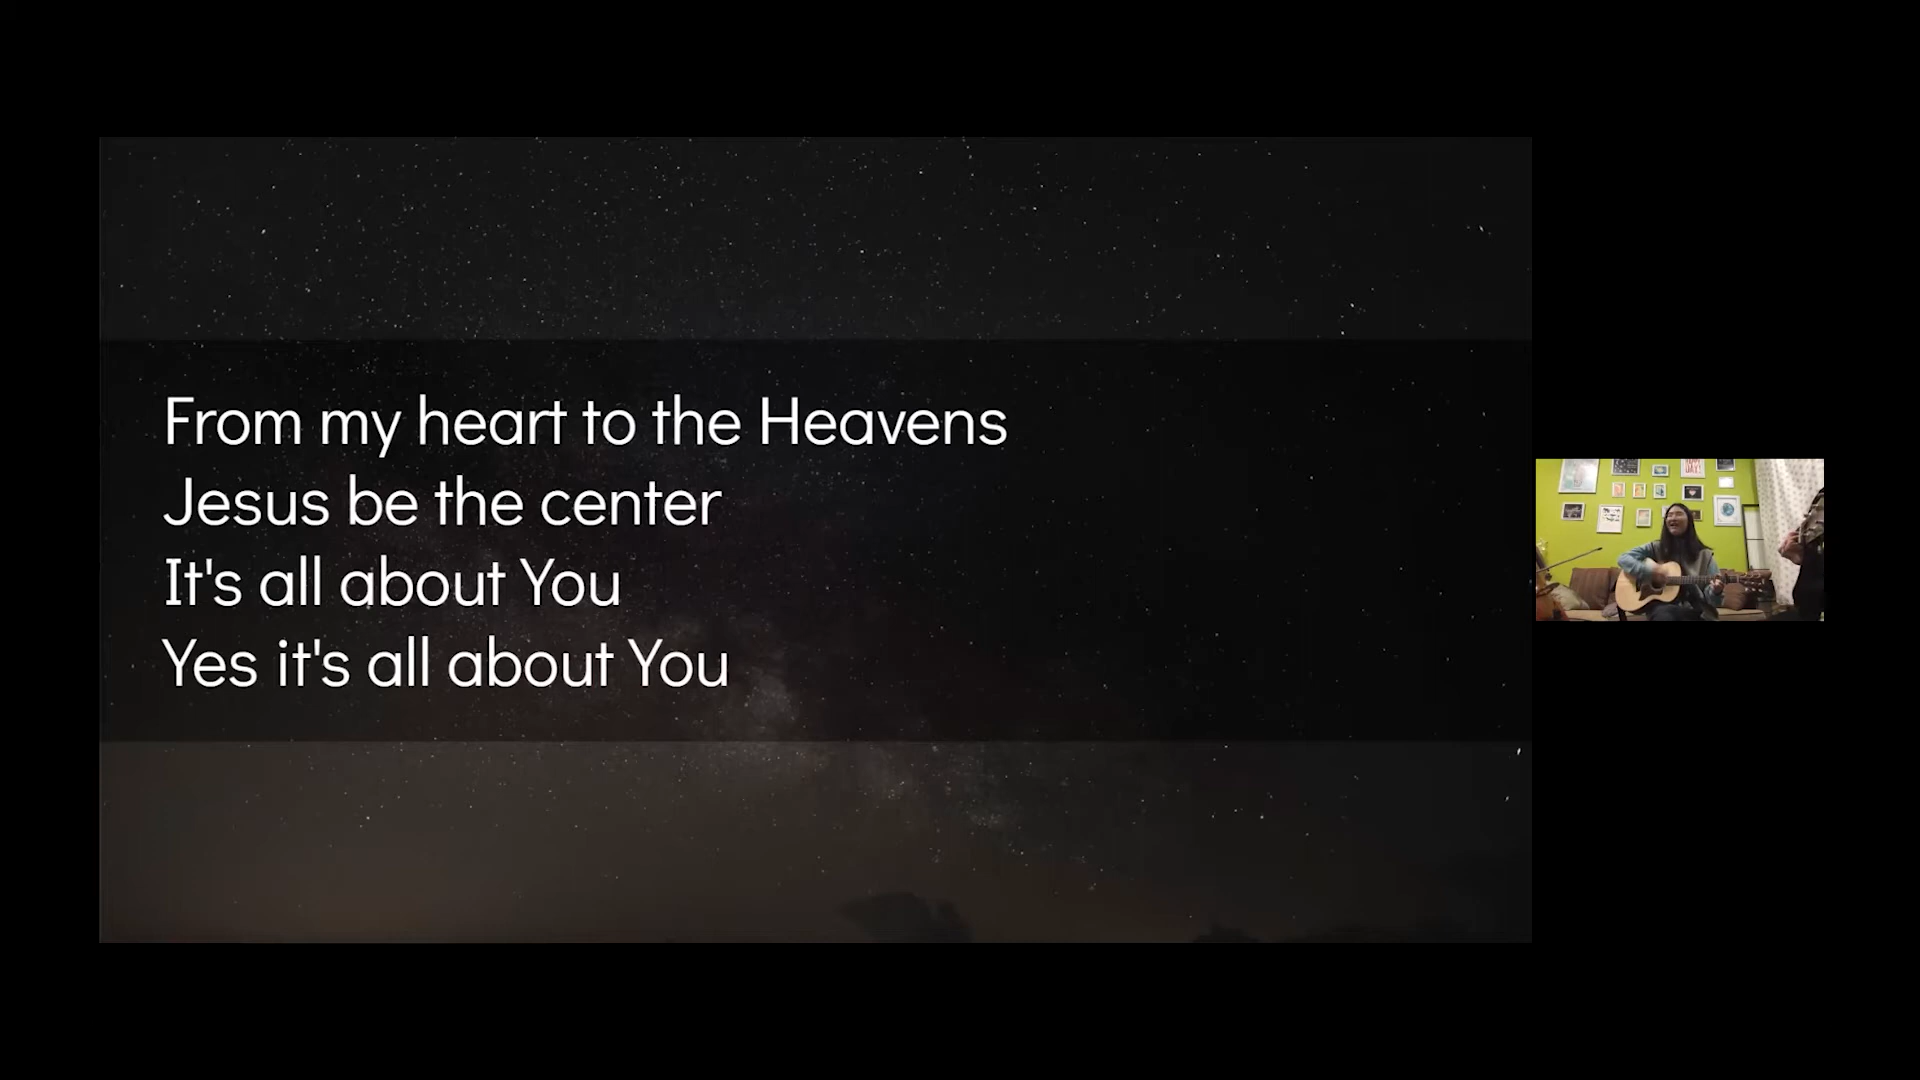 From my heart to the Heavens
Jesus be the center
It's all about You
Yes it's all about You